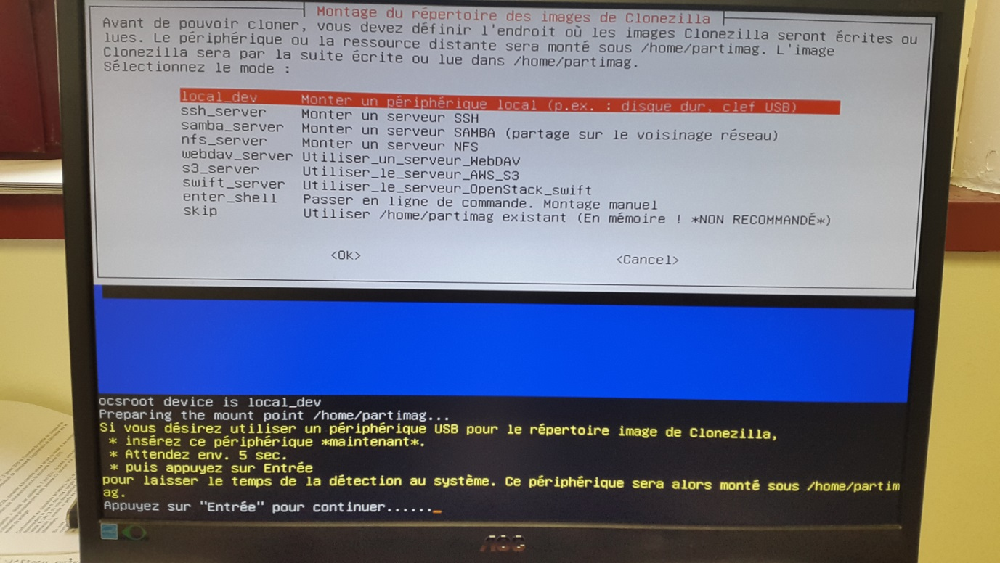 Montage du répertoire des images de Clonezilla
Avant de pouvoir cloner, vous devez définir l'endroit où les images Clonezilla seront écrites ou
lues. Le périphérique ou la ressource distante sera monté sous /home/partimag. L'image
Clonezilla sera par la suite écrite ou lue dans /home/partimag.
Sélectionnez le mode :
local_dev Monter un périphérique local (p.ex. : disque dur, clef USB)
ssh_server Monter un serveur SSH
samba_server Monter un serveur SAMBA (partage sur le voisinage réseau)
nfs_server Monter un serveur NFS
webdav_server Utiliser_un_serveur_WebDAV
s3_server Utiliser_le_serveur_AWS_S3
swift_server Utiliser_le_serveur_OpenStack_swift
enter_shell Passer en ligne de commande. Montage manuel
skip Utiliser /home/partimag existant (En mémoire ! *NON RECOMMANDÉ*)
<Ok> <Cancel>
ocsroot device is local_dev
Preparing the mount point /home/partimag...
Si vous désirez utiliser un périphérique USB pour le répertoire image de Clonezilla,
* insérez ce périphérique *maintenant*.
* Attendez env. 5 sec.
* puis appuyez sur Entrée
pour laisser le temps de la détection au système. Ce périphérique sera alors monté sous /home/partim
ag.
Appuyez sur "Entrée" pour continuer......
AOC